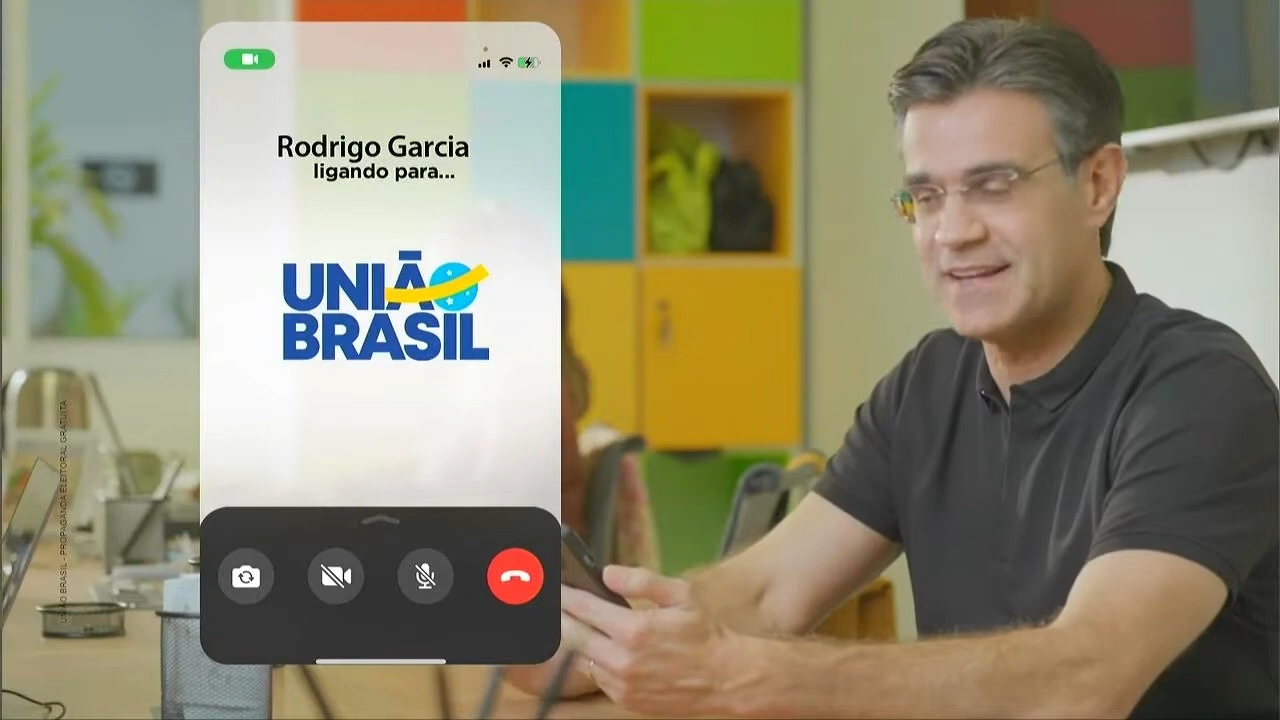 Rodrigo Garcia
ligando para...
UNIÃO
BRASIL
UNIÃO BRASIL - PROPAGANDA ELEITORAL GRATUITA